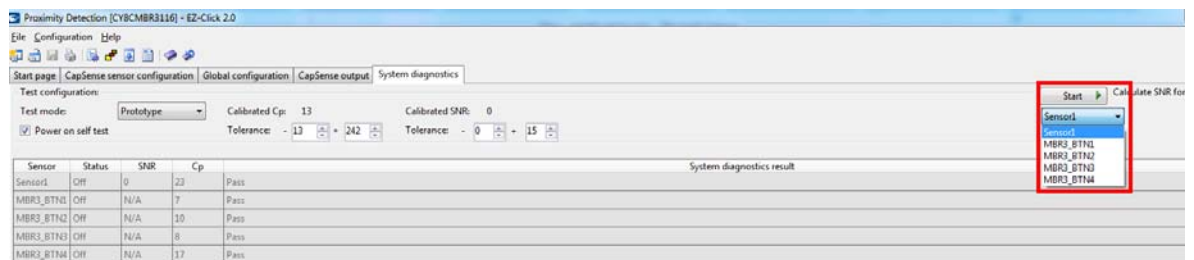 Proximity Detection [CY8CMBR3116] - EZ-Click 2.0
File Configuration Help
Start page CapSense sensor configuration Global configuration CapSense output System diagnostics
Test configuration:
Start Calculate SNR for
Test mode: Prototype Calibrated Cp: 13 Calibrated SNR: 0
Sensor1
Power on self test Tolerance: - 13 + 242 Tolerance: - 0 + 15
Sensor1
MBR3_BTN1
MBR3_BTN2
MBR3_BTN3
MBR3_BTN4
Sensor Status SNR Cp System diagnostics result
Sensor1 Off 0 23 Pass
MBR3_BTN1 Off N/A 7 Pass
MBR3_BTN2 Off N/A 10 Pass
MBR3_BTN3 Off N/A 8 Pass
MBR3_BTN4 Off N/A 17 Pass